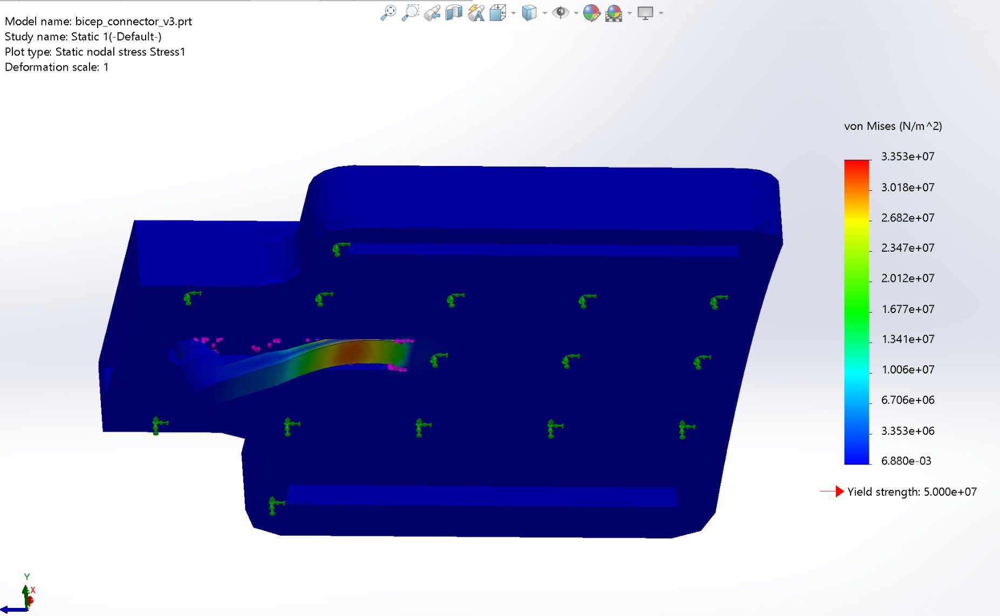 Model name: bicep_connector_v3.prt
Study name: Static 1(-Default-)
Plot type: Static nodal stress Stress1
Deformation scale: 1
von Mises (N/m^2)
3.353e+07
3.018e+07
2.682e+07
2.347e+07
2.012e+07
1.677e+07
1.341e+07
1.006e+07
6.706e+06
3.353e+06
6.880e-03
Yield strength: 5.000e+07
Y
X